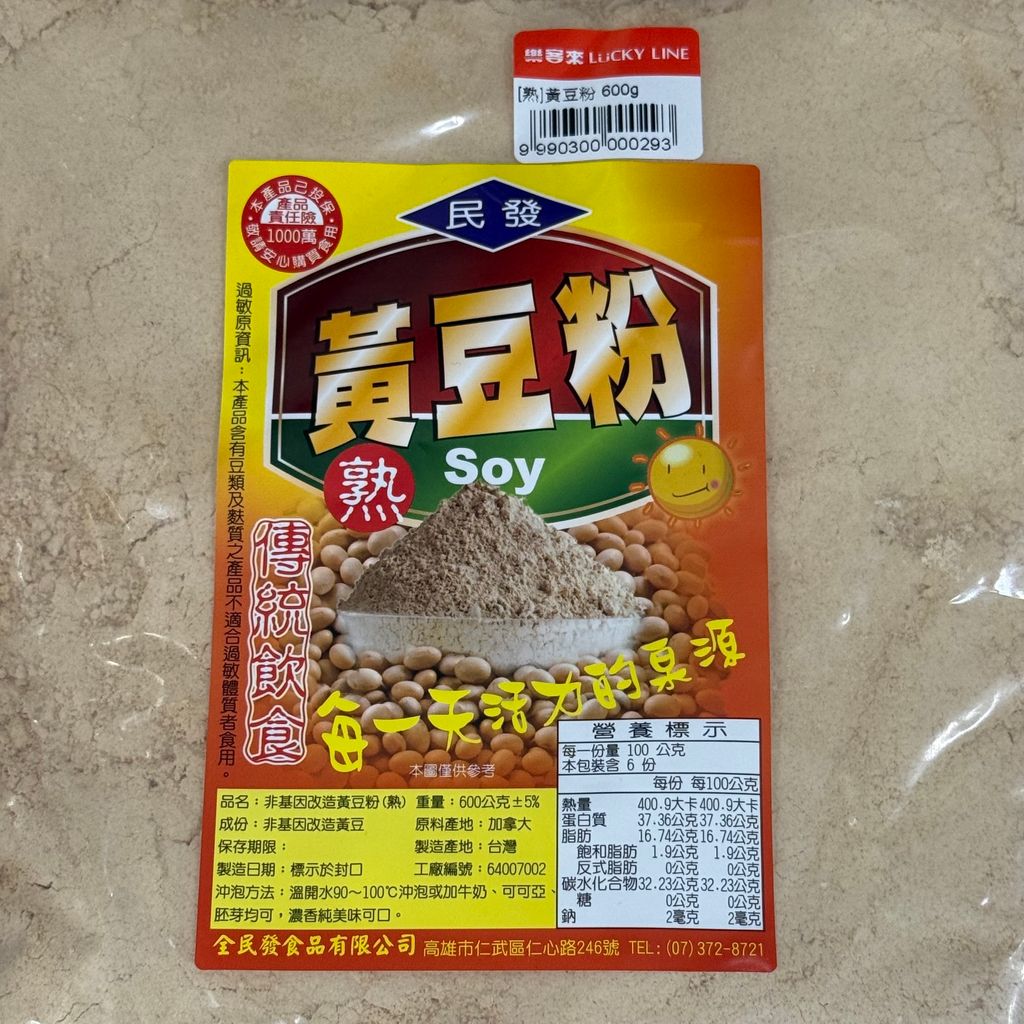 樂客來 LUCKY LINE
[熟]黃豆粉 600g
9 990300 000293
本產品已投保
產品
責任險
1000萬
敬請安心購買食用
民發
黃豆粉
熟
Soy
過敏原資訊：本產品含有豆類及麩質之產品不適合過敏體質者食用。
傳統飲食
每一天活力的泉源
本圖僅供參考
營養標示
每一份量 100 公克
本包裝含 6 份
每份 每100公克
熱量 400.9大卡 400.9大卡
蛋白質 37.36公克 37.36公克
脂肪 16.74公克 16.74公克
飽和脂肪 1.9公克 1.9公克
反式脂肪 0公克 0公克
碳水化合物 32.23公克 32.23公克
糖 0公克 0公克
鈉 2毫克 2毫克
品名：非基因改造黃豆粉(熟) 重量：600公克±5%
成份：非基因改造黃豆 原料產地：加拿大
保存期限： 製造產地：台灣
製造日期：標示於封口 工廠編號：64007002
沖泡方法：溫開水90～100℃沖泡或加牛奶、可可亞、
胚芽均可，濃香純美味可口。
全民發食品有限公司 高雄市仁武區仁心路246號 TEL:(07)372-8721